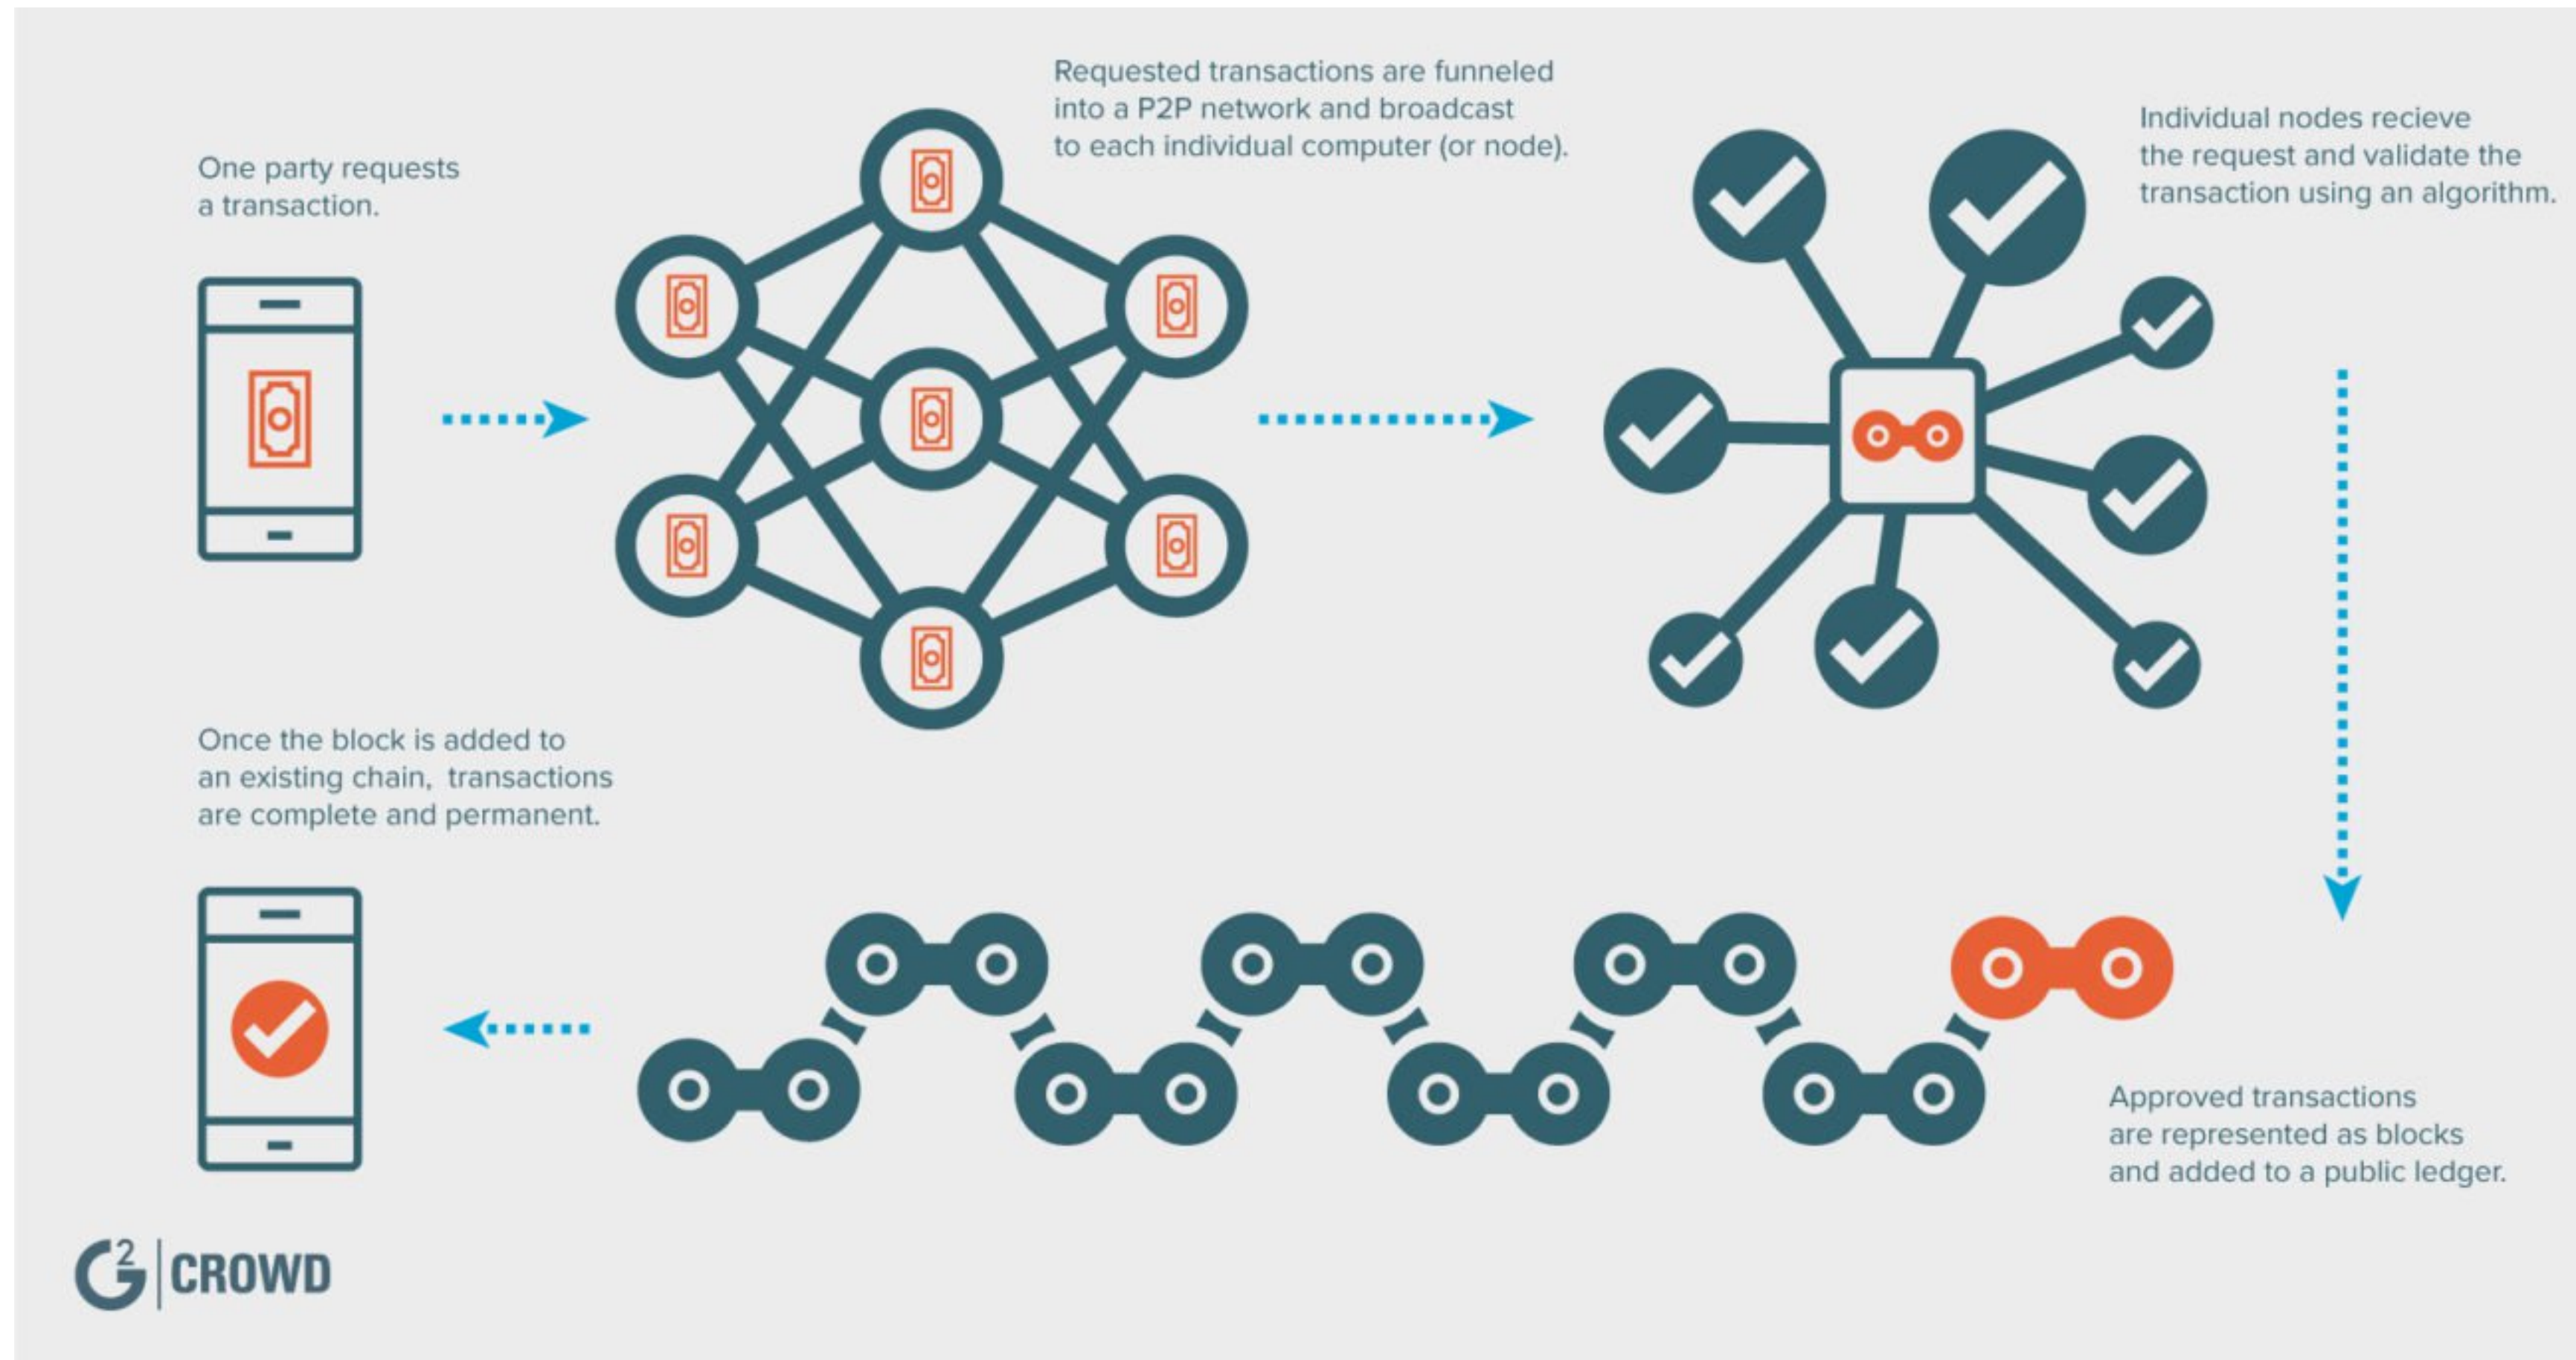 One party requests
a transaction.
Requested transactions are funneled
into a P2P network and broadcast
to each individual computer (or node).
Individual nodes recieve
the request and validate the
transaction using an algorithm.
Approved transactions
are represented as blocks
and added to a public ledger.
Once the block is added to
an existing chain, transactions
are complete and permanent.
G2 | CROWD